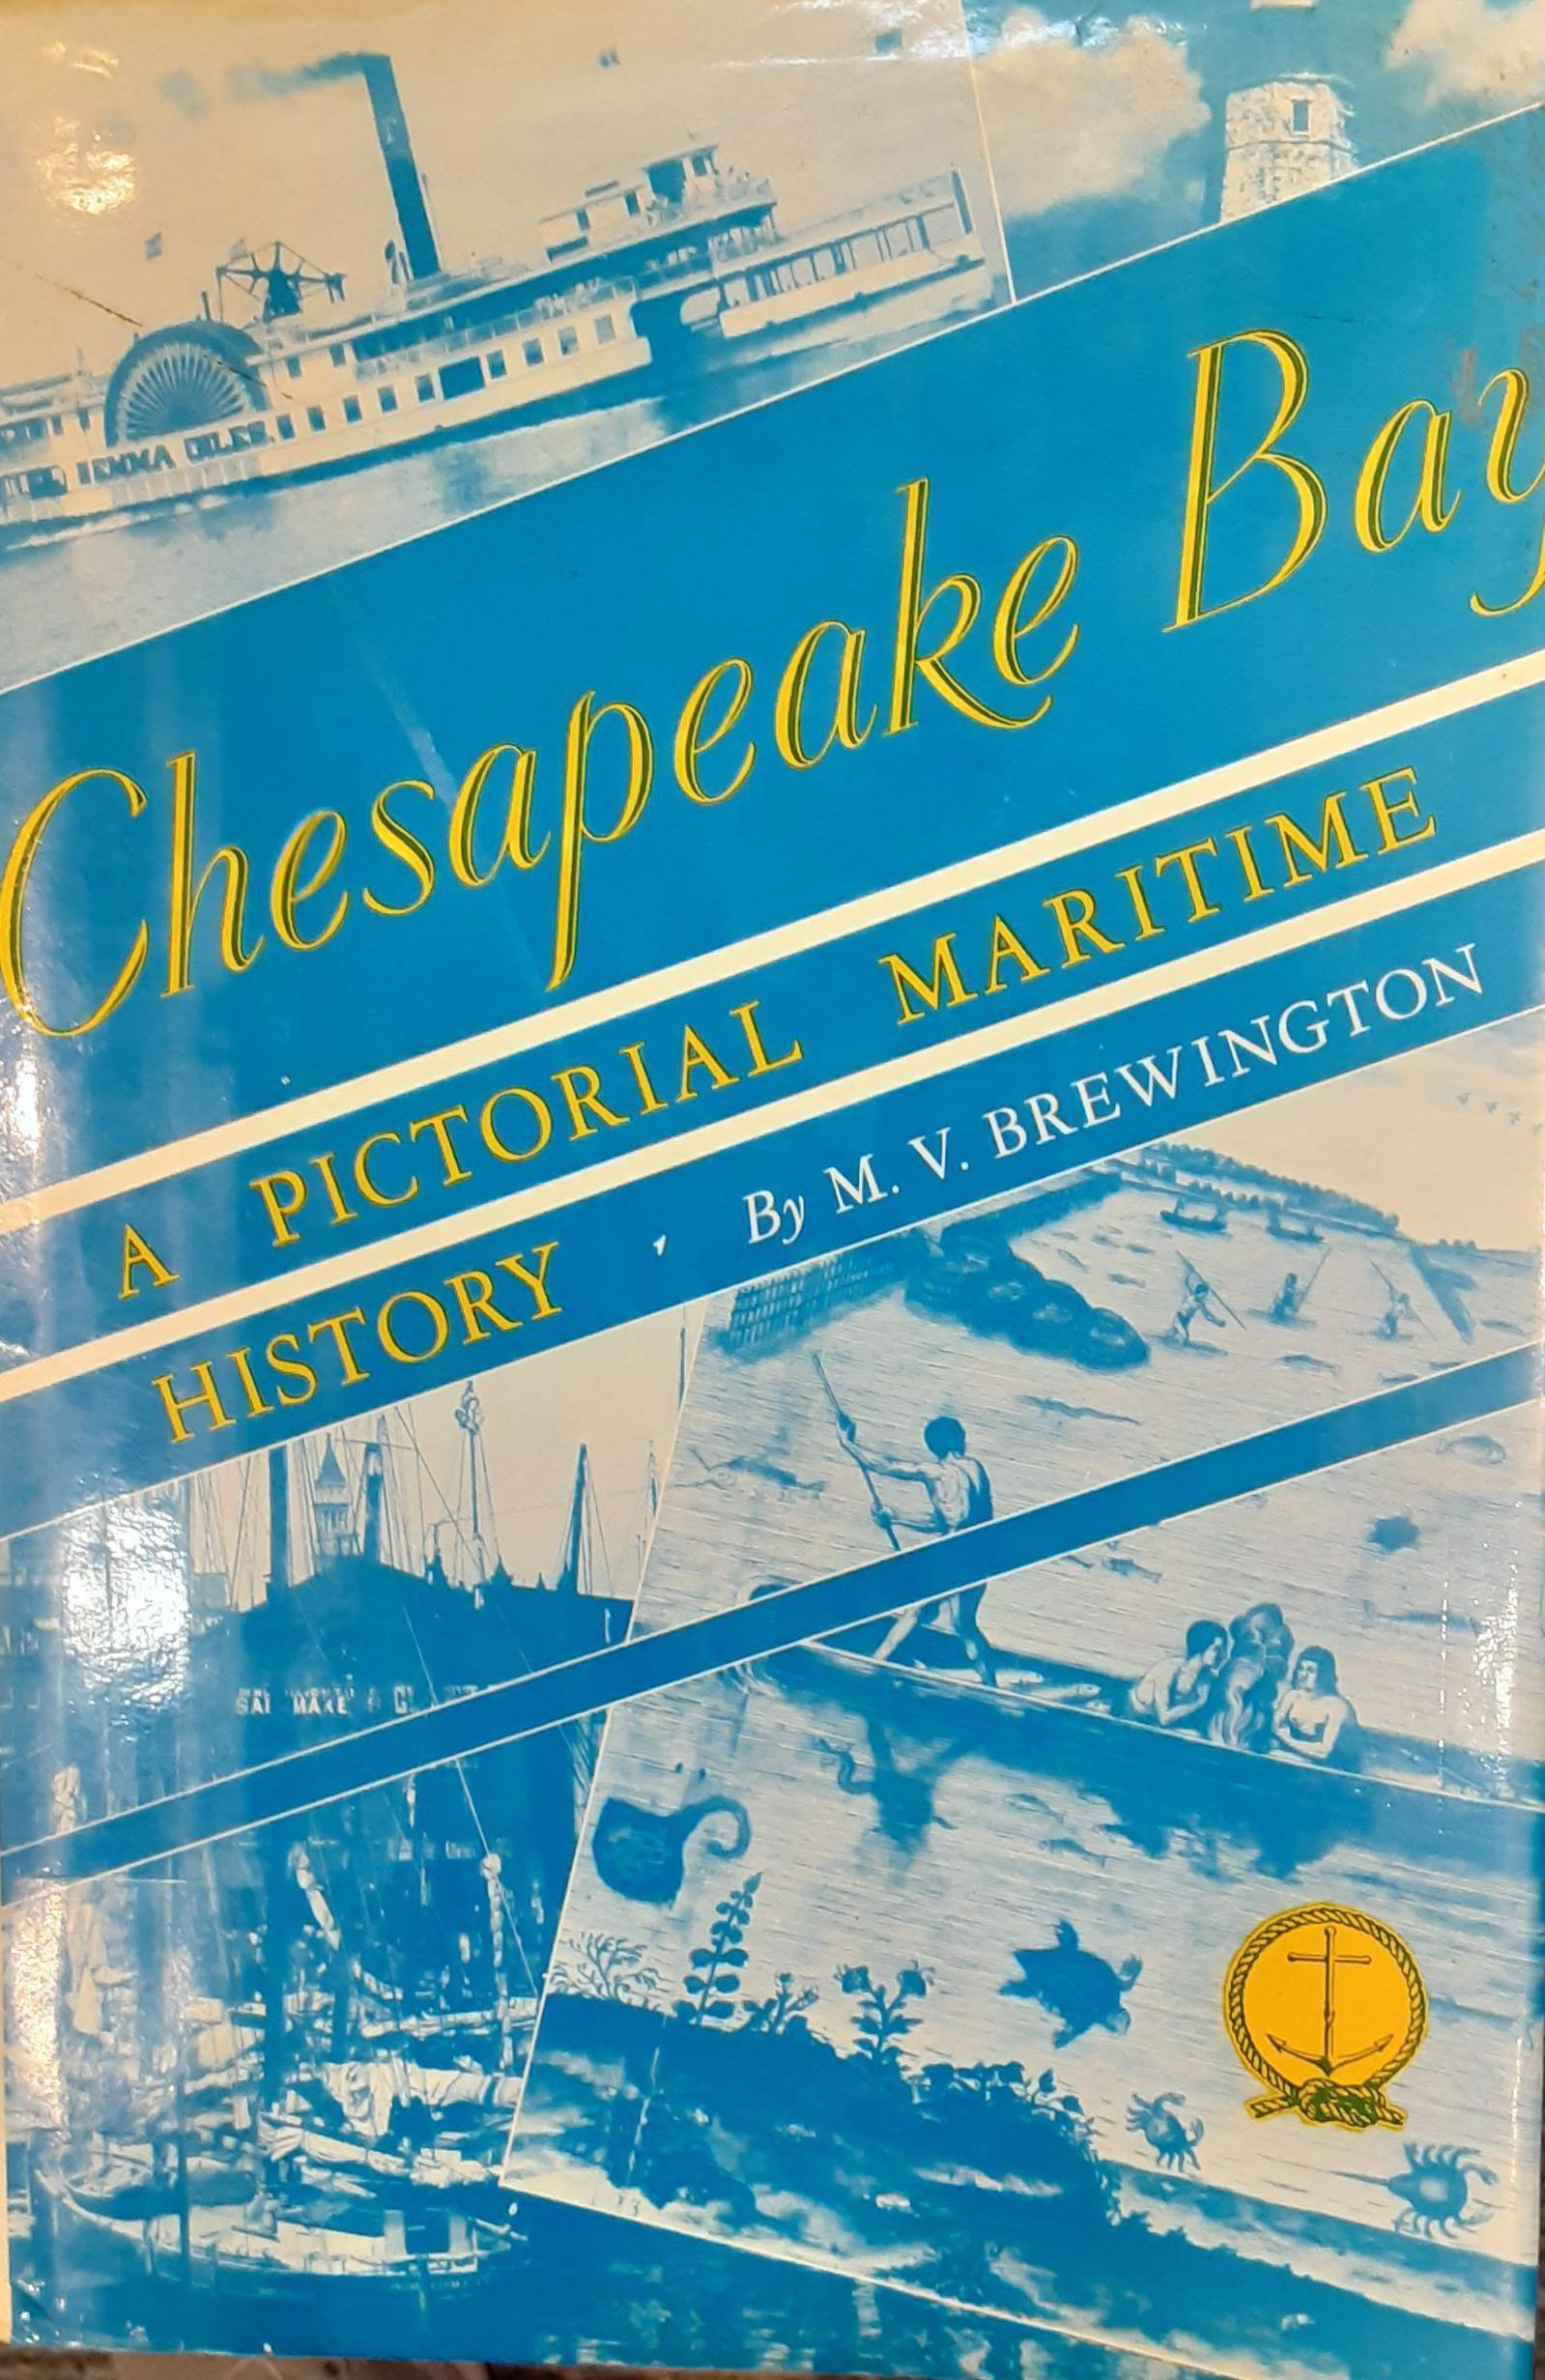 EMMA GILES.
Chesapeake Bay
A PICTORIAL MARITIME
HISTORY By M. V. BREWINGTON